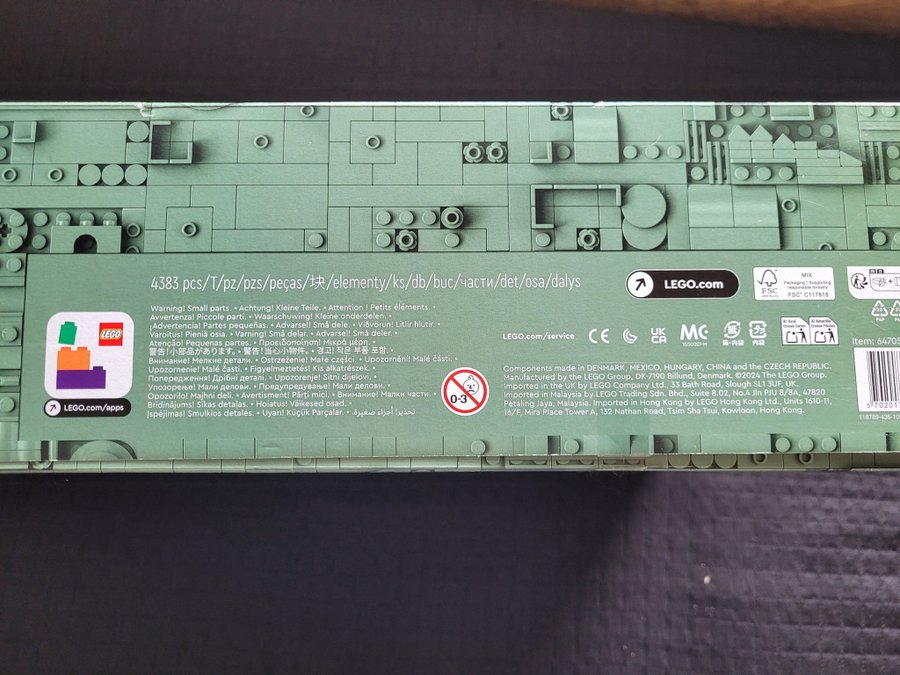 4383 pcs/T/pz/pzs/peças/块/elementy/ks/db/buc/части/det/osa/dalys
LEGO.com
FSC
MIX
Packaging | Supporting responsible forestry
FSC® C117818
LEGO
LEGO.com/apps
Warning! Small parts. • Achtung! Kleine Teile. • Attention ! Petits éléments. •
Avvertenza! Piccole parti. • Waarschuwing! Kleine onderdelen. •
¡Advertencia! Partes pequeñas. • Advarsel! Små dele. • Viðvörun! Litlir hlutir. •
Varoitus! Pieniä osia. • Varning! Små delar. • Advarsel! Små deler. •
Atenção! Pequenas partes. • Προειδοποίηση! Μικρά μέρη. •
警告! 小部品があります。• 警告! 当心小物件。• 경고! 작은 부품 포함. •
Внимание! Мелкие детали. • Ostrzeżenie! Małe części. • Upozornění! Malé části. •
Upozornenie! Malé časti. • Figyelmeztetés! Kis alkatrészek. •
Попередження! Дрібні деталі. • Upozorenje! Sitni dijelovi. •
Упозорење! Мали делови. • Предупредување! Мали делови. •
Opozorilo! Majhni deli. • Avertisment! Părți mici. • Внимание! Малки части. •
Brīdinājums! Sīkas detaļas. • Hoiatus! Väikesed osad. •
Įspėjimas! Smulkios detalės. • Uyarı! Küçük Parçalar. • تحذير! أجزاء صغيرة.
0-3
LEGO.com/service
CE
UK
CA
MC
紙・外箱
プラ・内袋
Components made in DENMARK, MEXICO, HUNGARY, CHINA and the CZECH REPUBLIC.
Manufactured by the LEGO Group, DK-7190 Billund, Denmark. ©2024 The LEGO Group.
Imported in the UK by LEGO Company Ltd., 33 Bath Road, Slough SL1 3UF, UK.
Imported in Malaysia by LEGO Trading Sdn. Bhd., Suite 8.02, No.4 Jln PJU 8/8A, 47820
Petaling Jaya, Malaysia. Imported in Hong Kong by LEGO Hong Kong Ltd., Units 1610-11,
16/F, Mira Place Tower A, 132 Nathan Road, Tsim Sha Tsui, Kowloon, Hong Kong.
Item: 64705
5 70201